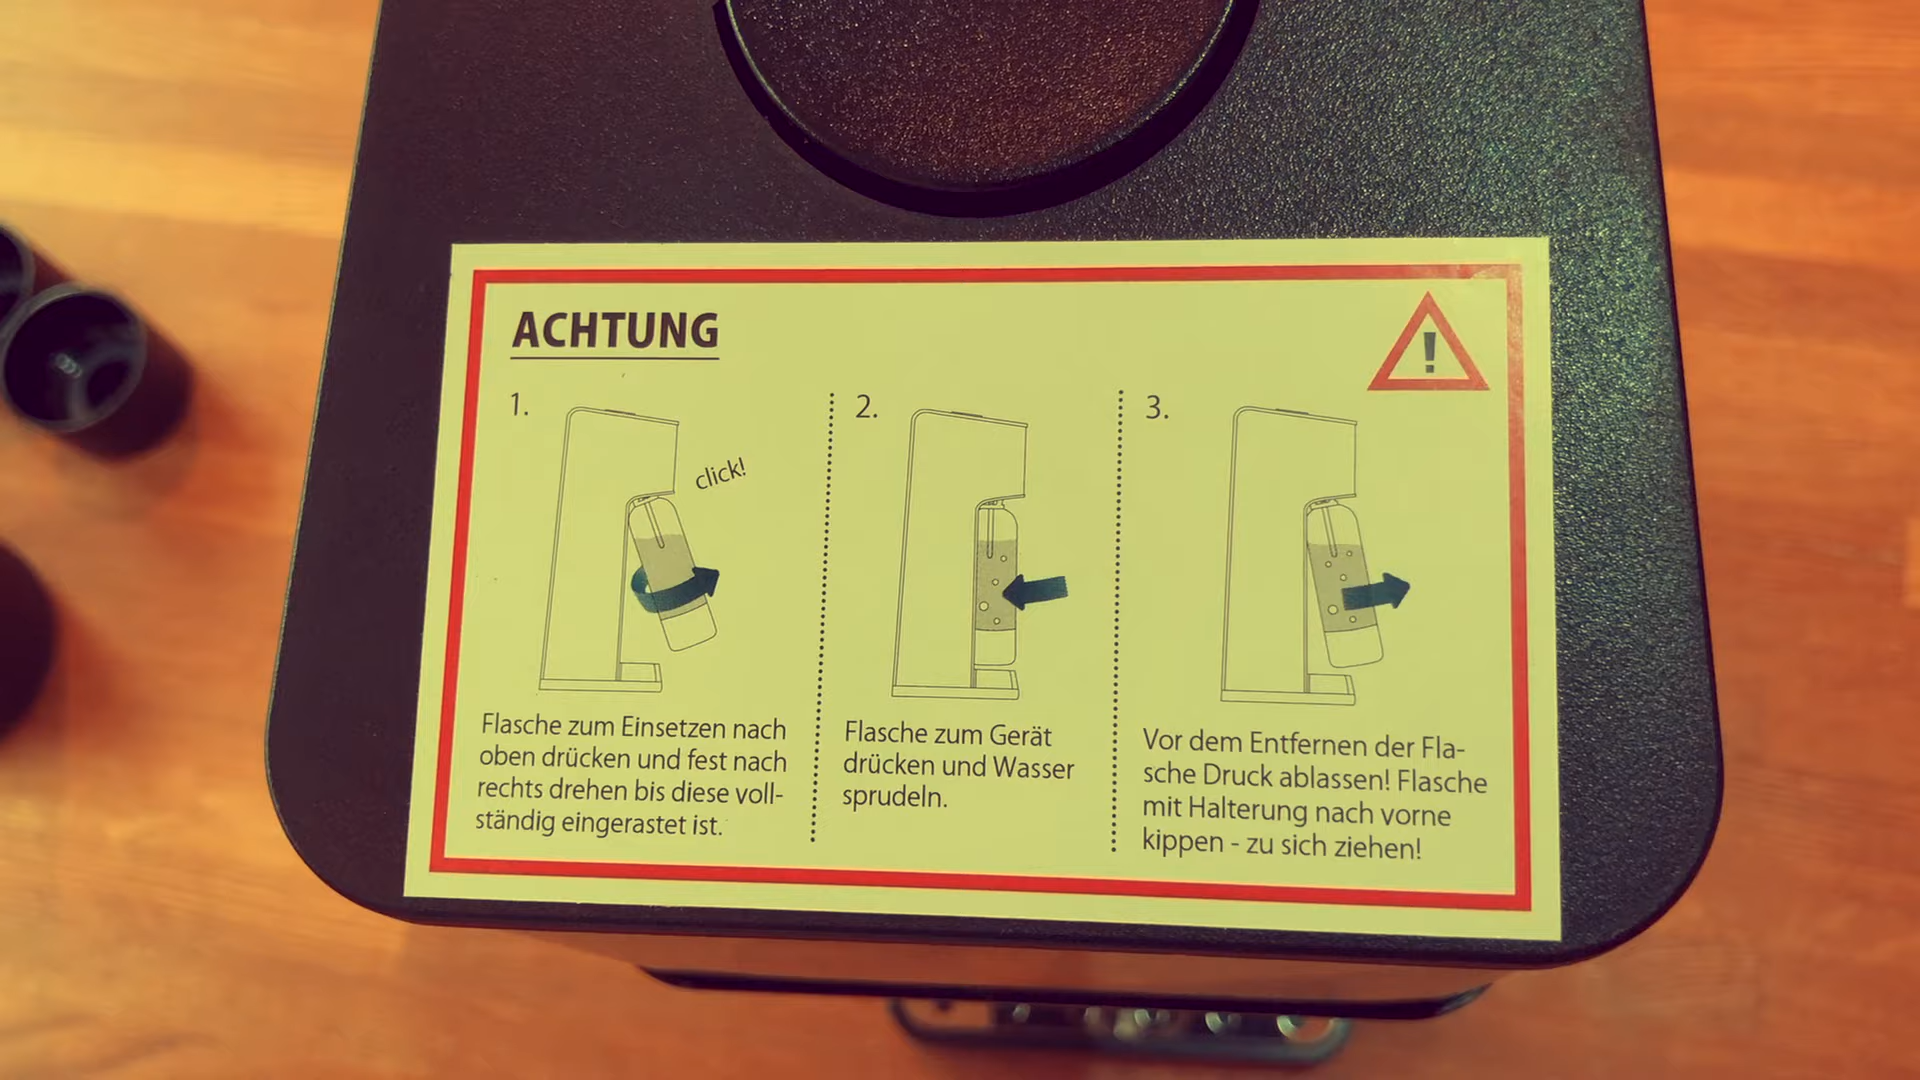 ACHTUNG
!
1.
click!
Flasche zum Einsetzen nach
oben drücken und fest nach
rechts drehen bis diese voll-
ständig eingerastet ist.
2.
Flasche zum Gerät
drücken und Wasser
sprudeln.
3.
Vor dem Entfernen der Fla-
sche Druck ablassen! Flasche
mit Halterung nach vorne
kippen - zu sich ziehen!